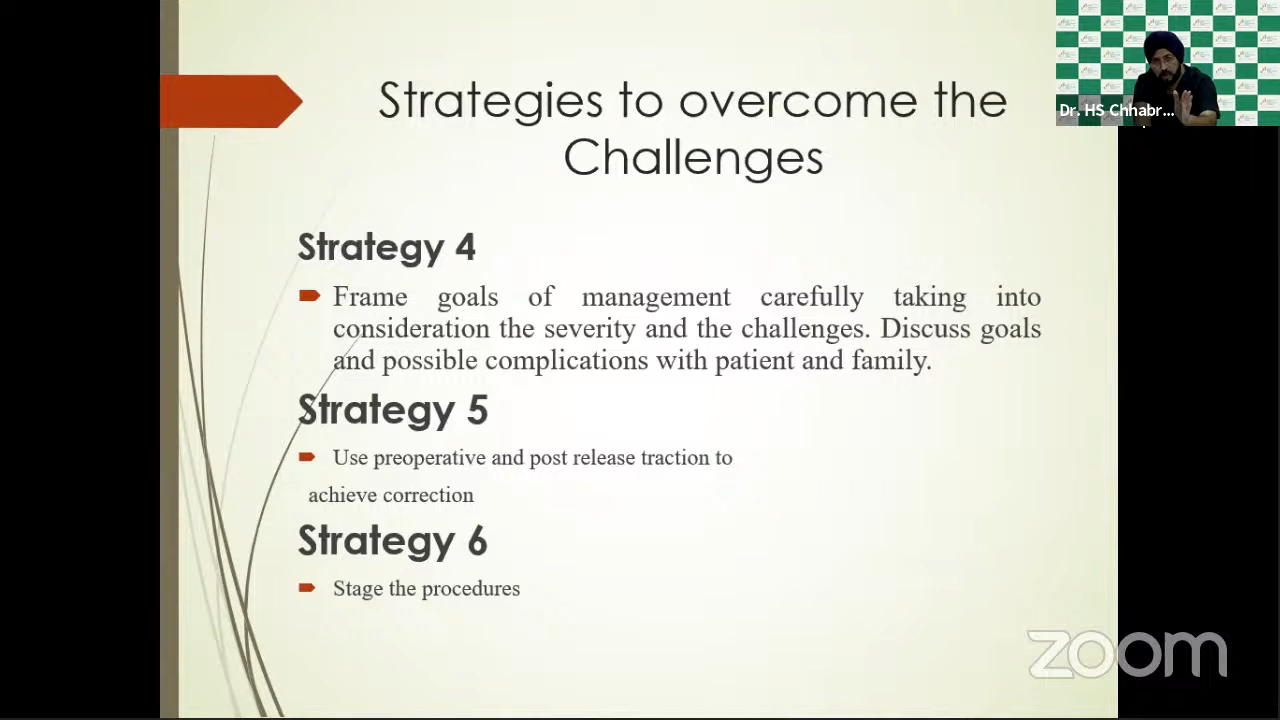 Strategies to overcome the
Challenges
Dr. HS Chhabr...
Strategy 4
Frame goals of management carefully taking into
consideration the severity and the challenges. Discuss goals
and possible complications with patient and family.
Strategy 5
Use preoperative and post release traction to
achieve correction
Strategy 6
Stage the procedures
zoom